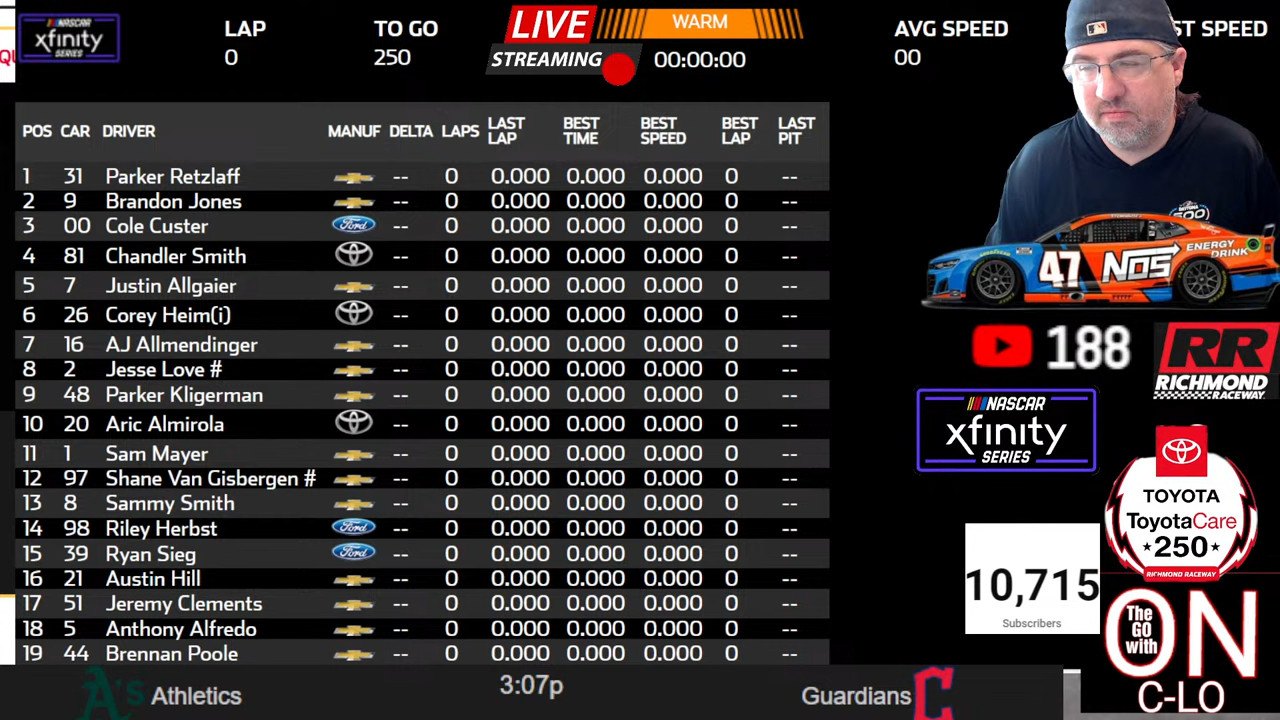 NASCAR
xfinity
SERIES
LAP
0
TO GO
250
LIVE
STREAMING
WARM
00:00:00
AVG SPEED
00
ST SPEED
POS CAR DRIVER MANUF DELTA LAPS LAST LAP BEST TIME BEST SPEED BEST LAP LAST PIT
1 31 Parker Retzlaff -- 0 0.000 0.000 0.000 0 --
2 9 Brandon Jones -- 0 0.000 0.000 0.000 0 --
3 00 Cole Custer Ford -- 0 0.000 0.000 0.000 0 --
4 81 Chandler Smith -- 0 0.000 0.000 0.000 0 --
5 7 Justin Allgaier -- 0 0.000 0.000 0.000 0 --
6 26 Corey Heim(i) -- 0 0.000 0.000 0.000 0 --
7 16 AJ Allmendinger -- 0 0.000 0.000 0.000 0 --
8 2 Jesse Love # -- 0 0.000 0.000 0.000 0 --
9 48 Parker Kligerman -- 0 0.000 0.000 0.000 0 --
10 20 Aric Almirola -- 0 0.000 0.000 0.000 0 --
11 1 Sam Mayer -- 0 0.000 0.000 0.000 0 --
12 97 Shane Van Gisbergen # -- 0 0.000 0.000 0.000 0 --
13 8 Sammy Smith -- 0 0.000 0.000 0.000 0 --
14 98 Riley Herbst Ford -- 0 0.000 0.000 0.000 0 --
15 39 Ryan Sieg Ford -- 0 0.000 0.000 0.000 0 --
16 21 Austin Hill -- 0 0.000 0.000 0.000 0 --
17 51 Jeremy Clements -- 0 0.000 0.000 0.000 0 --
18 5 Anthony Alfredo -- 0 0.000 0.000 0.000 0 --
19 44 Brennan Poole -- 0 0.000 0.000 0.000 0 --
DAYTONA
500
47 NOS
ENERGY
DRINK
188
RR
RICHMOND
RACEWAY
NASCAR
xfinity
SERIES
TOYOTA
ToyotaCare
250
RICHMOND RACEWAY
10,715
Subscribers
The
GO
with
ON
C-LO
A's Athletics
3:07p
Guardians C